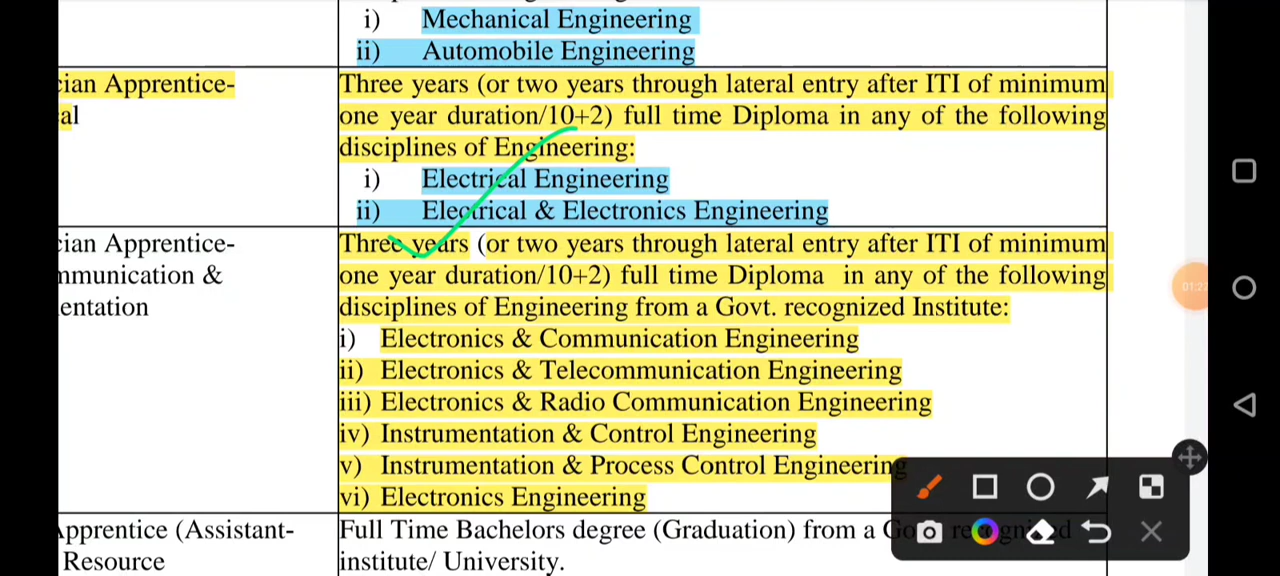 i) Mechanical Engineering
ii) Automobile Engineering
cian Apprentice-
al
Three years (or two years through lateral entry after ITI of minimum
one year duration/10+2) full time Diploma in any of the following
disciplines of Engineering:
i) Electrical Engineering
ii) Electrical & Electronics Engineering
cian Apprentice-
mmunication &
entation
Three years (or two years through lateral entry after ITI of minimum
one year duration/10+2) full time Diploma in any of the following
disciplines of Engineering from a Govt. recognized Institute:
i) Electronics & Communication Engineering
ii) Electronics & Telecommunication Engineering
iii) Electronics & Radio Communication Engineering
iv) Instrumentation & Control Engineering
v) Instrumentation & Process Control Engineering
vi) Electronics Engineering
Apprentice (Assistant-
Resource
Full Time Bachelors degree (Graduation) from a Govt. recognized
institute/ University.
01:27